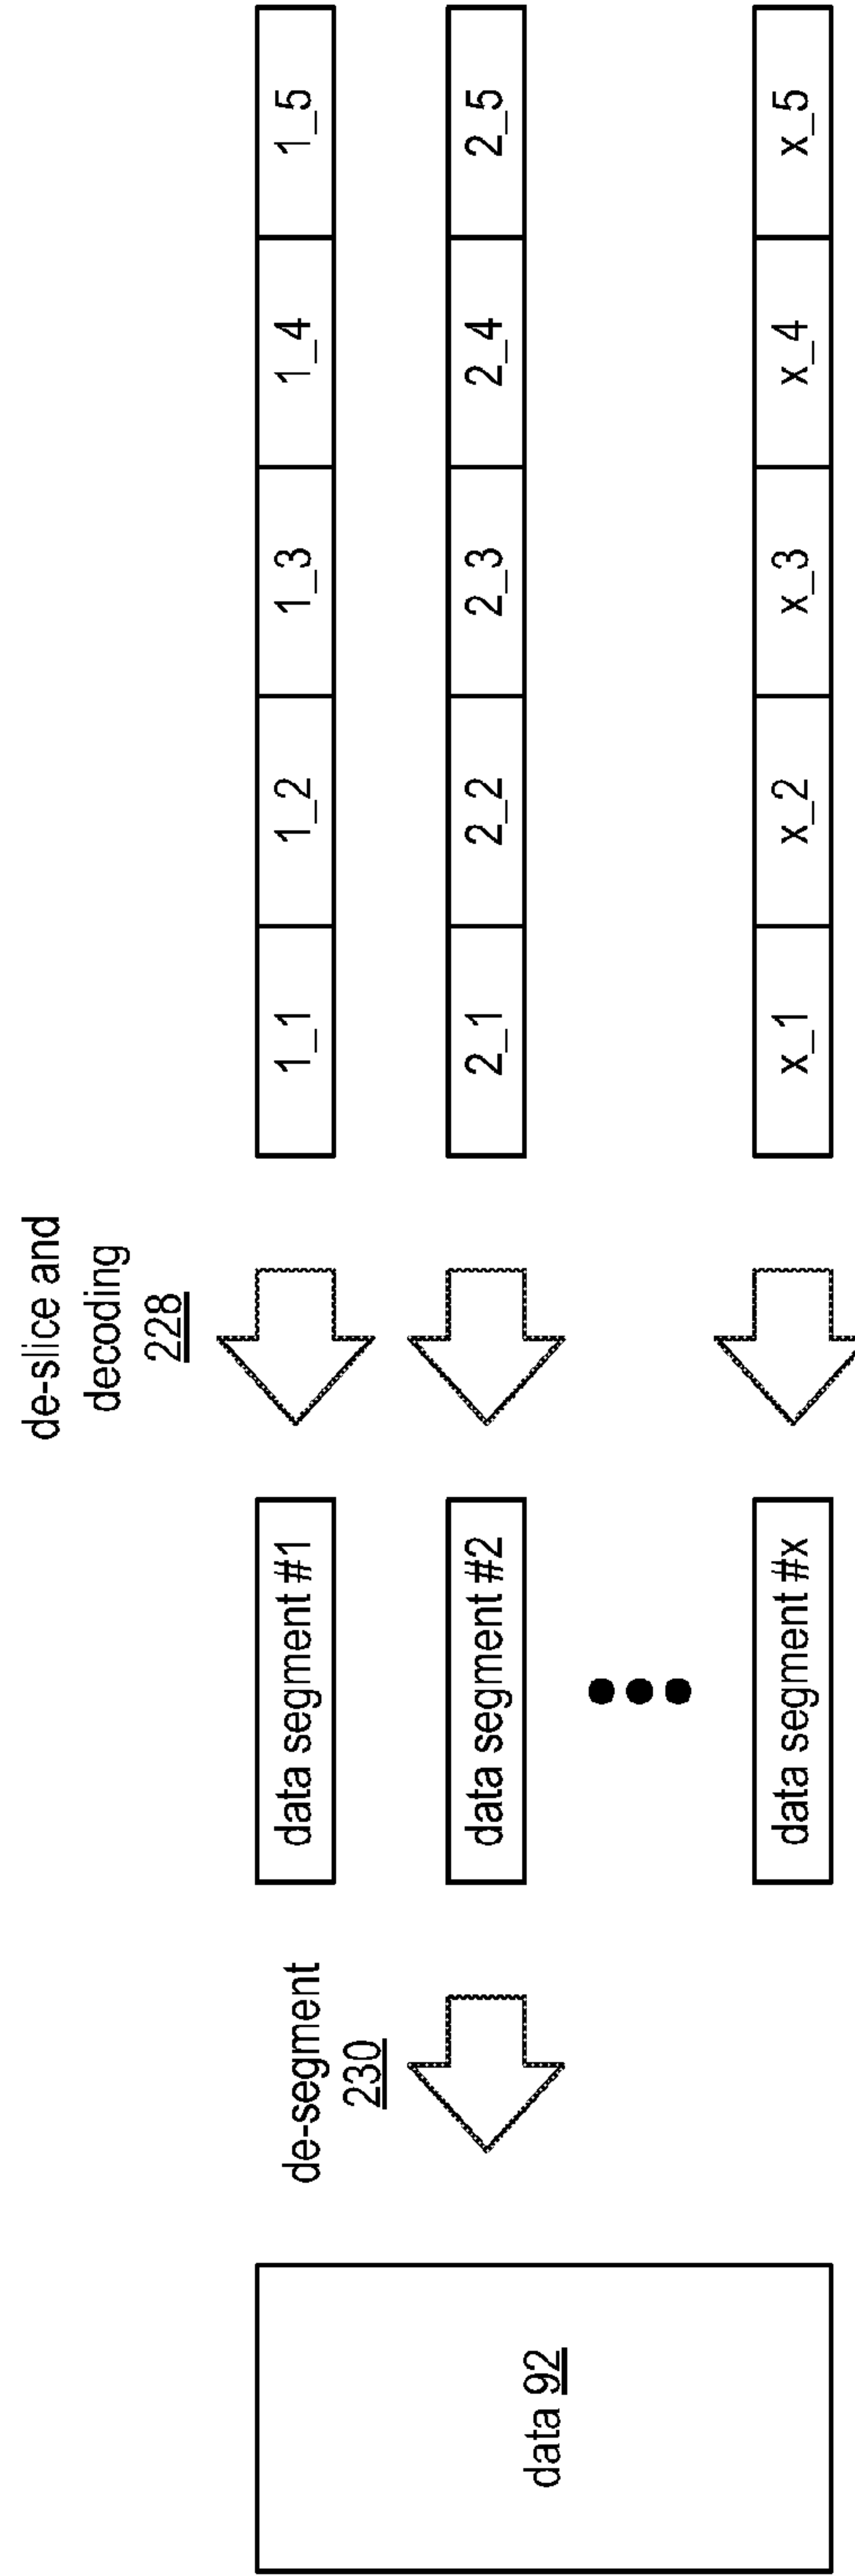 de-slice and
decoding
228
de-segment
230
data 92
data segment #1
1_1
1_2
1_3
1_4
1_5
data segment #2
2_1
2_2
2_3
2_4
2_5
data segment #x
x_1
x_2
x_3
x_4
x_5